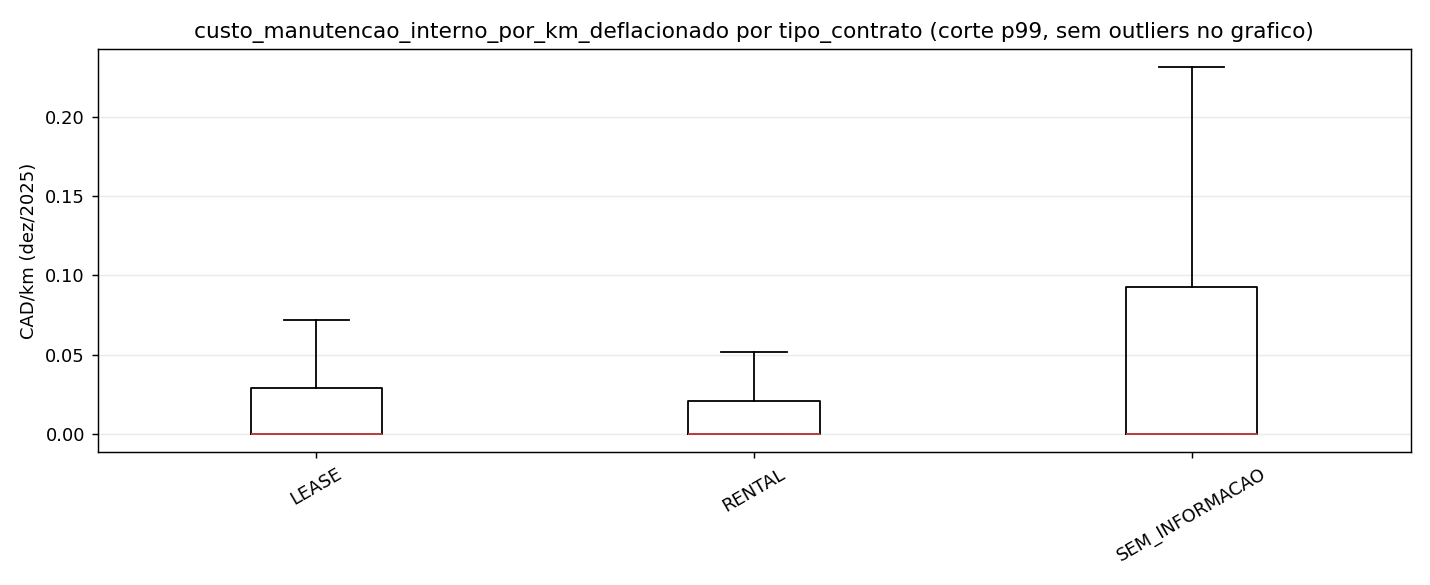 custo_manutencao_interno_por_km_deflacionado por tipo_contrato (corte p99, sem outliers no grafico)
CAD/km (dez/2025)
0.20
0.15
0.10
0.05
0.00
LEASE
RENTAL
SEM_INFORMACAO